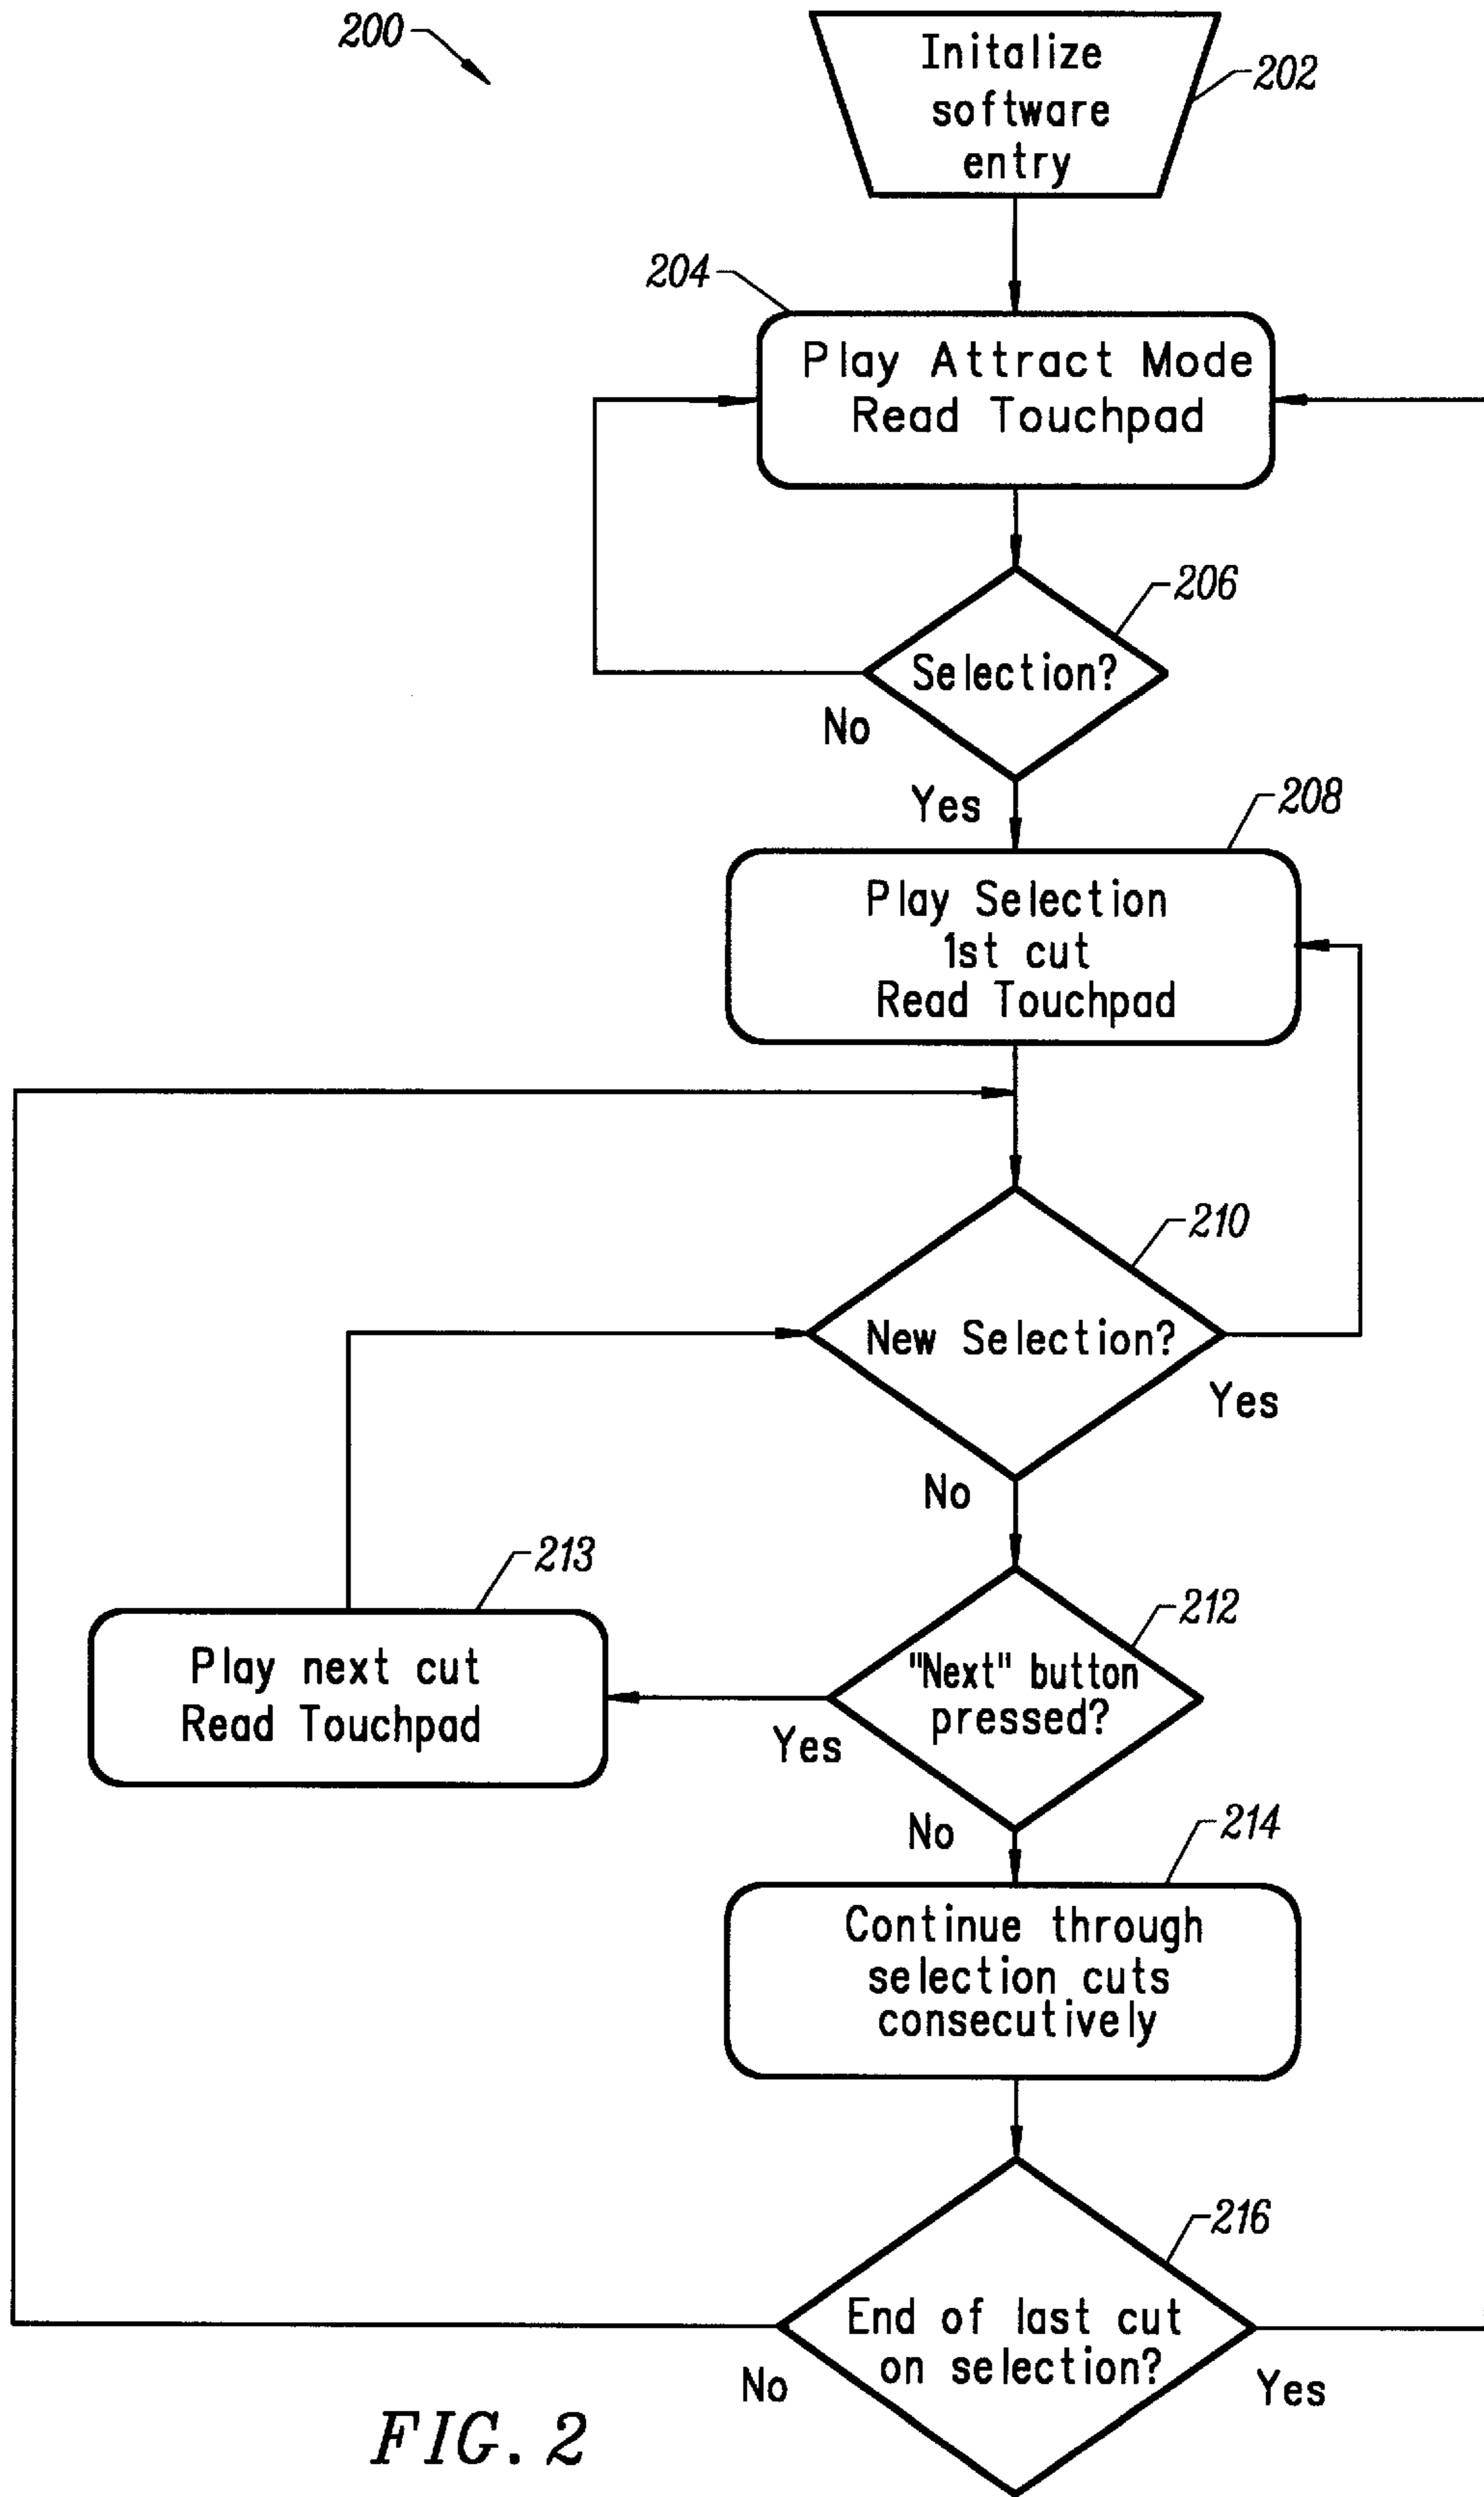 200
Initalize
software
entry
202
204
Play Attract Mode
Read Touchpad
206
Selection?
No
Yes
208
Play Selection
1st cut
Read Touchpad
210
New Selection?
Yes
No
213
Play next cut
Read Touchpad
212
"Next" button
pressed?
Yes
No
214
Continue through
selection cuts
consecutively
216
End of last cut
on selection?
No
Yes
FIG. 2